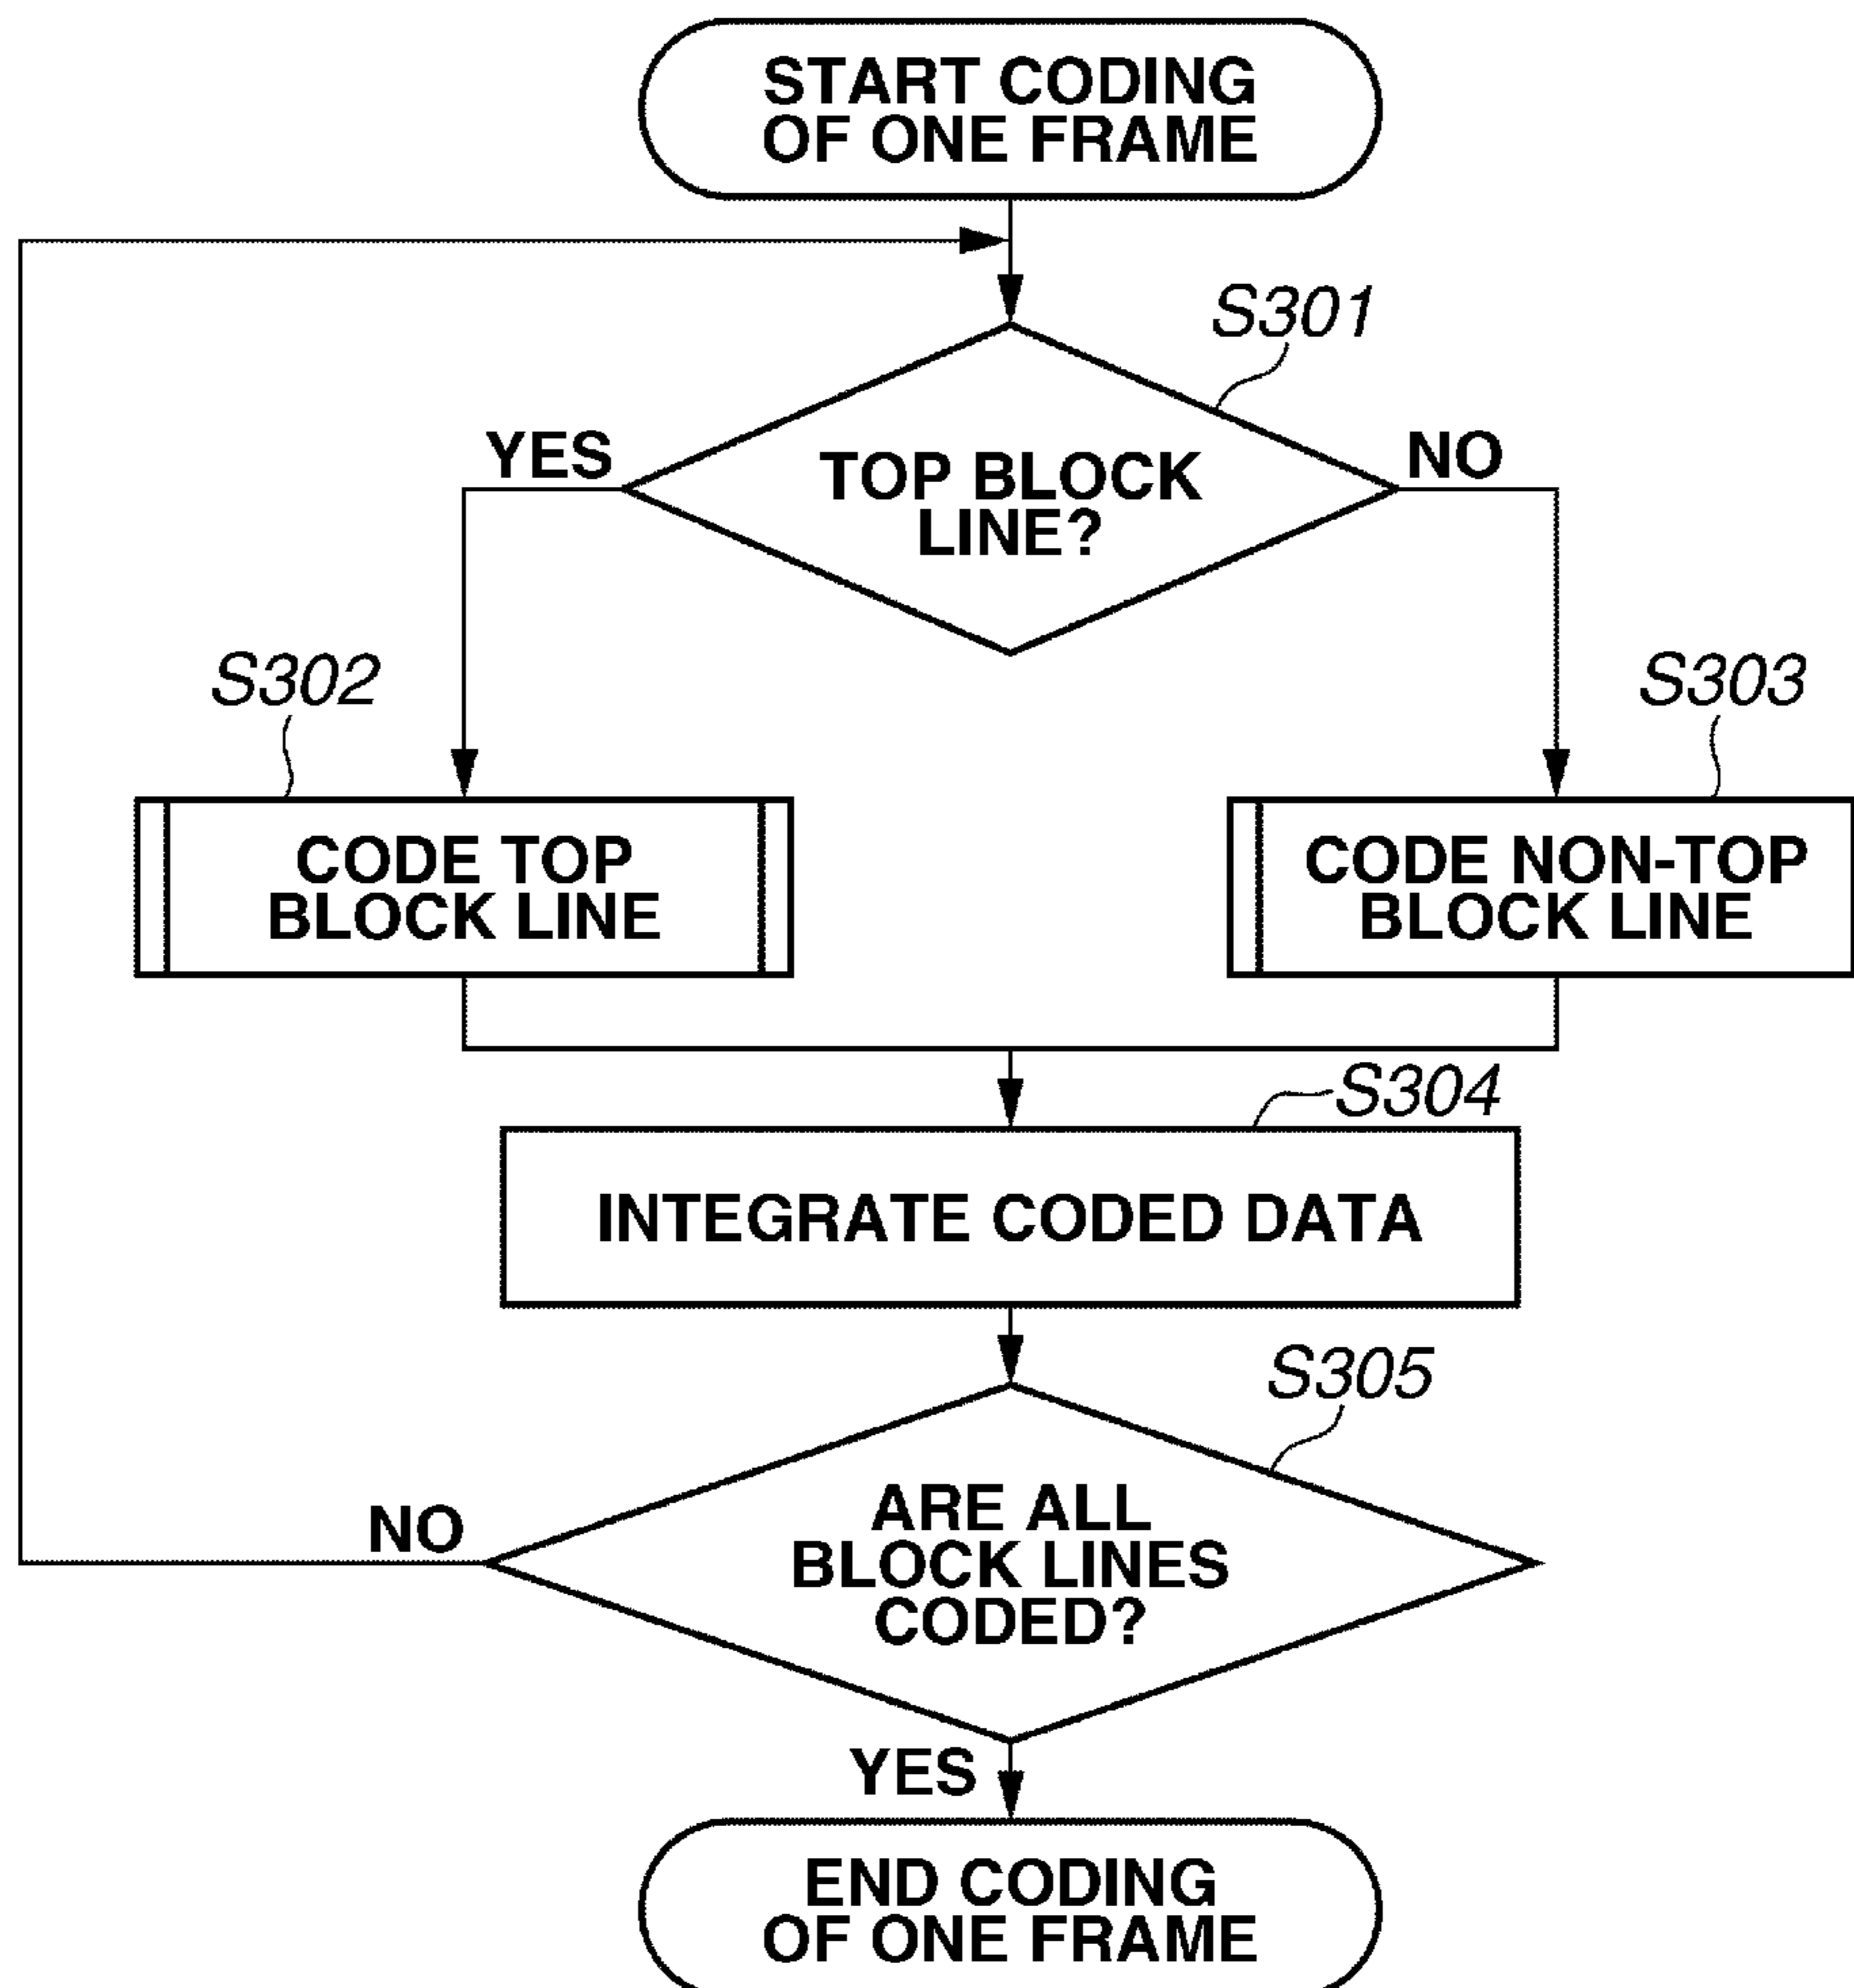 START CODING
OF ONE FRAME
S301
YES
NO
TOP BLOCK
LINE?
S302
S303
CODE TOP
BLOCK LINE
CODE NON-TOP
BLOCK LINE
S304
INTEGRATE CODED DATA
S305
NO
ARE ALL
BLOCK LINES
CODED?
YES
END CODING
OF ONE FRAME